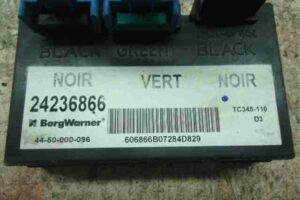 BLACK GREEN BLACK
NOIR VERT NOIR
24236866
BorgWarner
TC345-110
D3
44-50-000-096
606866B07284D829